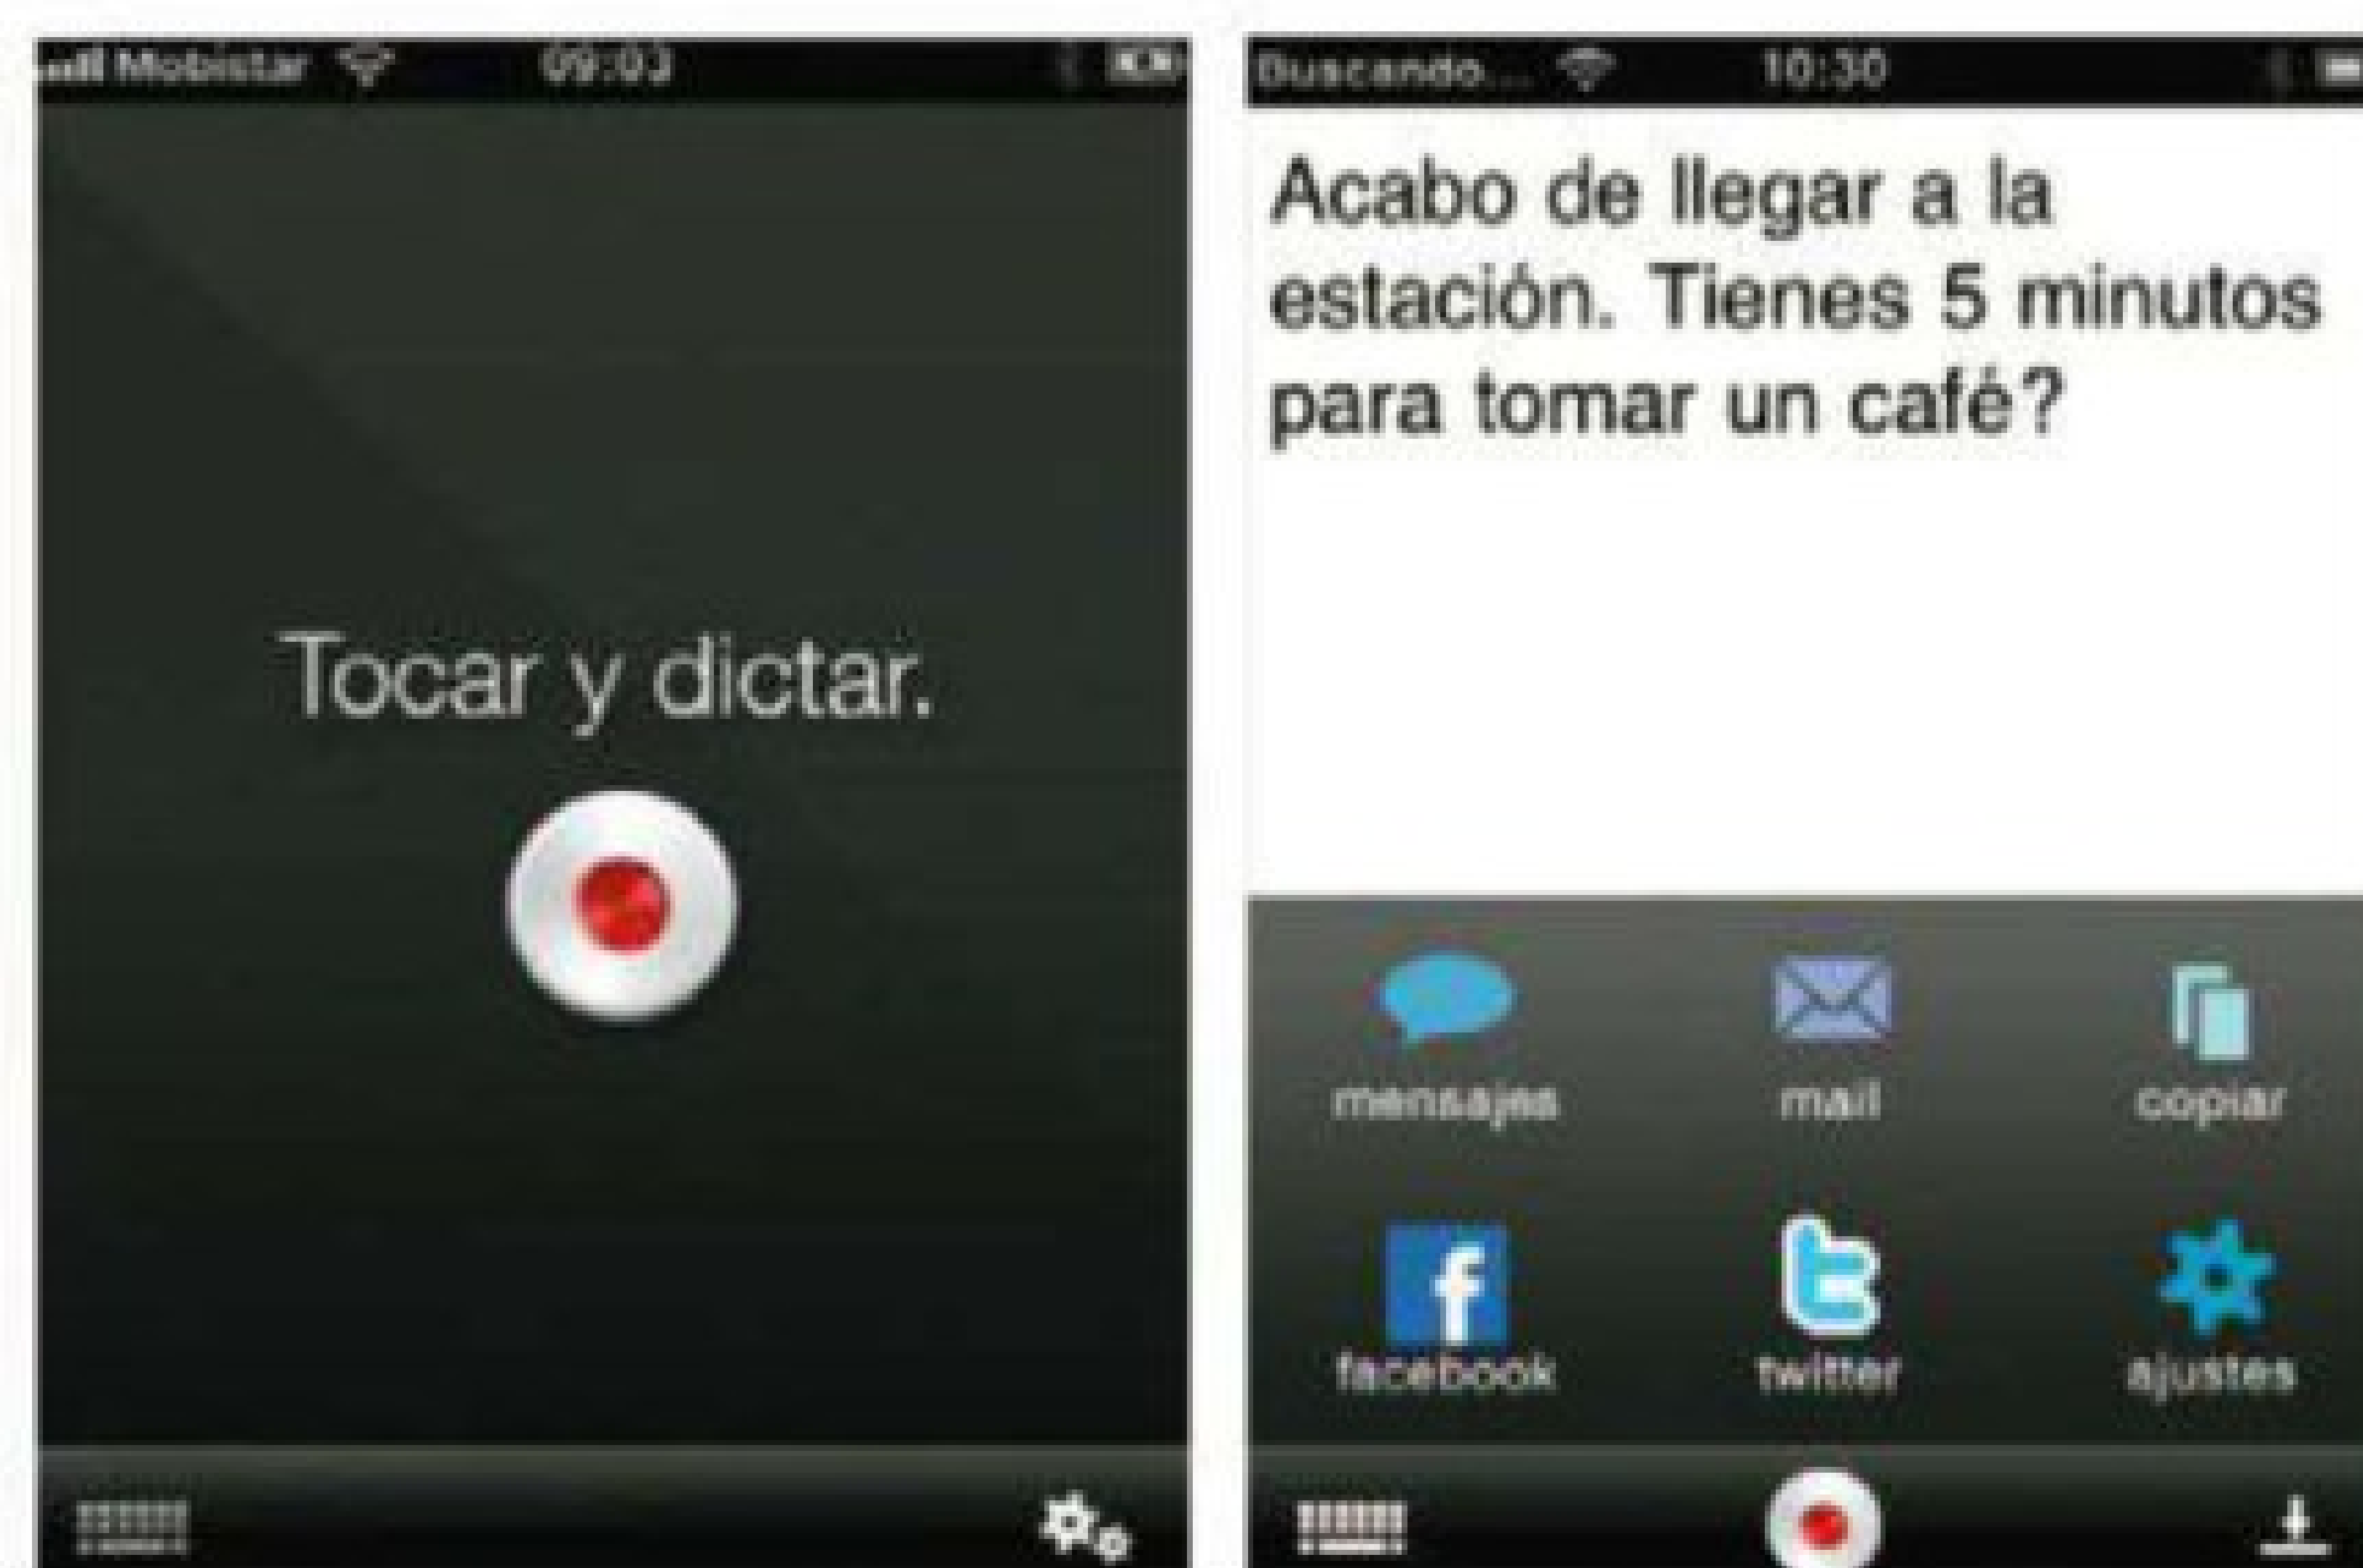 Mobistar 09:03
Tocar y dictar.
Buscando... 10:30
Acabo de llegar a la
estación. Tienes 5 minutos
para tomar un café?
mensajes mail copiar
facebook twitter ajustes